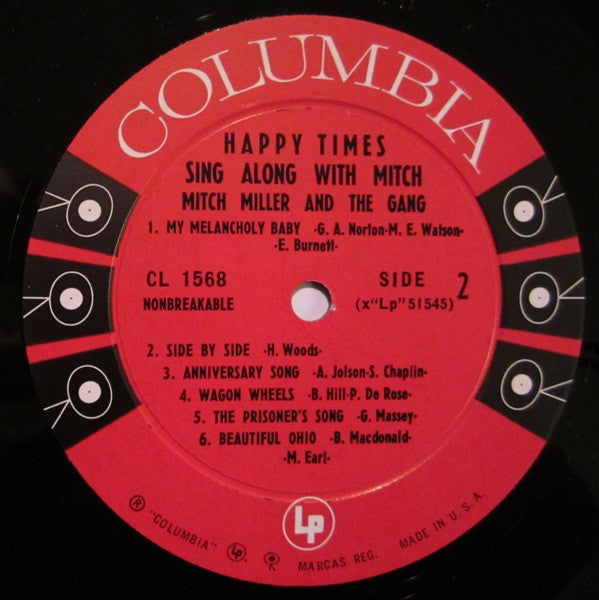 COLUMBIA
HAPPY TIMES
SING ALONG WITH MITCH
MITCH MILLER AND THE GANG
1. MY MELANCHOLY BABY -G. A. Norton-M. E. Watson-
-E. Burnett-
CL 1568
NONBREAKABLE
SIDE 2
(x"Lp"51545)
2. SIDE BY SIDE -H. Woods-
3. ANNIVERSARY SONG -A. Jolson-S. Chaplin-
4. WAGON WHEELS -B. Hill-P. De Rose-
5. THE PRISONER'S SONG -G. Massey-
6. BEAUTIFUL OHIO -B. Macdonald-
-M. Earl-
Lp
® "COLUMBIA" Lp MARCAS REG. MADE IN U.S.A.